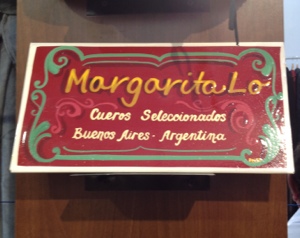 Margarita Lo
Cueros Seleccionados
Buenos Aires - Argentina